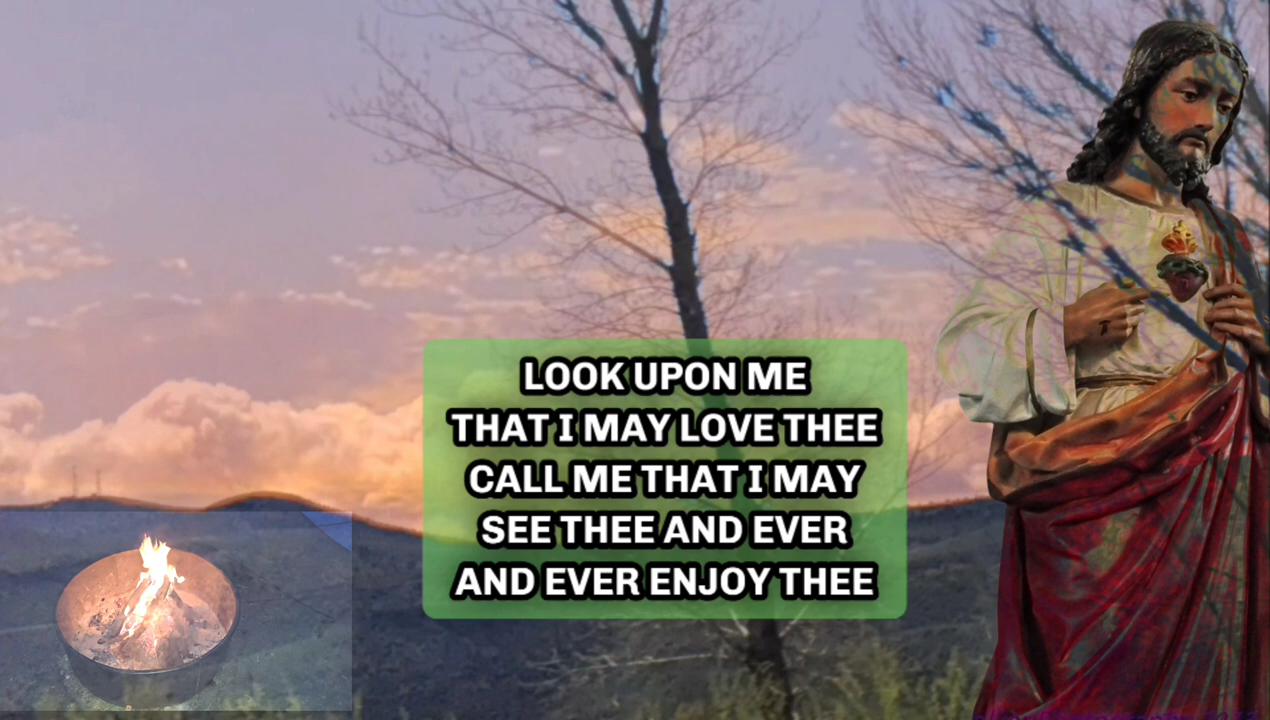 LOOK UPON ME
THAT I MAY LOVE THEE
CALL ME THAT I MAY
SEE THEE AND EVER
AND EVER ENJOY THEE